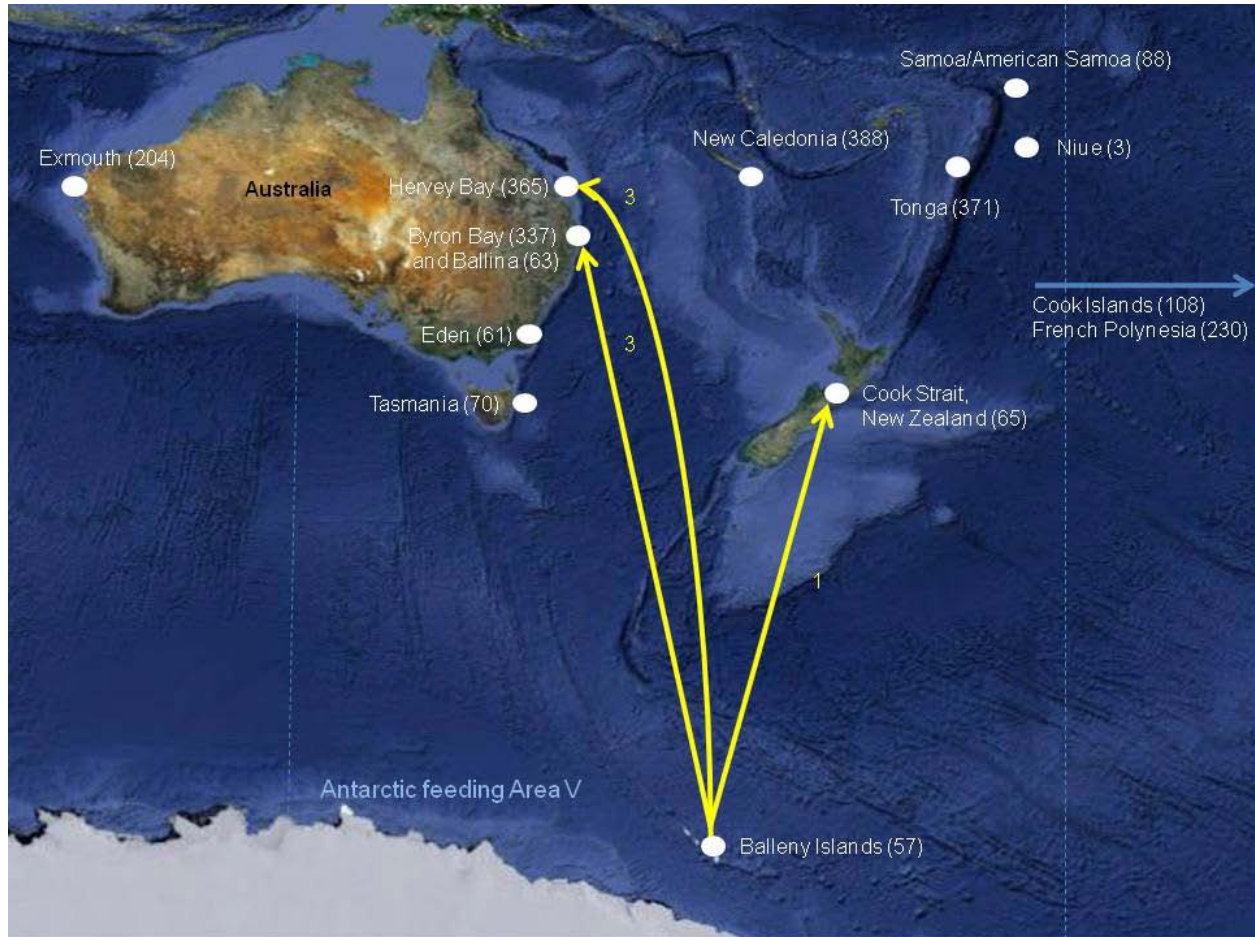 Samoa/American Samoa (88)
New Caledonia (388)
Niue (3)
Exmouth (204)
Australia
Hervey Bay (365)
3
Tonga (371)
Byron Bay (337)
and Ballina (63)
Cook Islands (108)
French Polynesia (230)
Eden (61)
3
Tasmania (70)
Cook Strait,
New Zealand (65)
1
Antarctic feeding Area V
Balleny Islands (57)